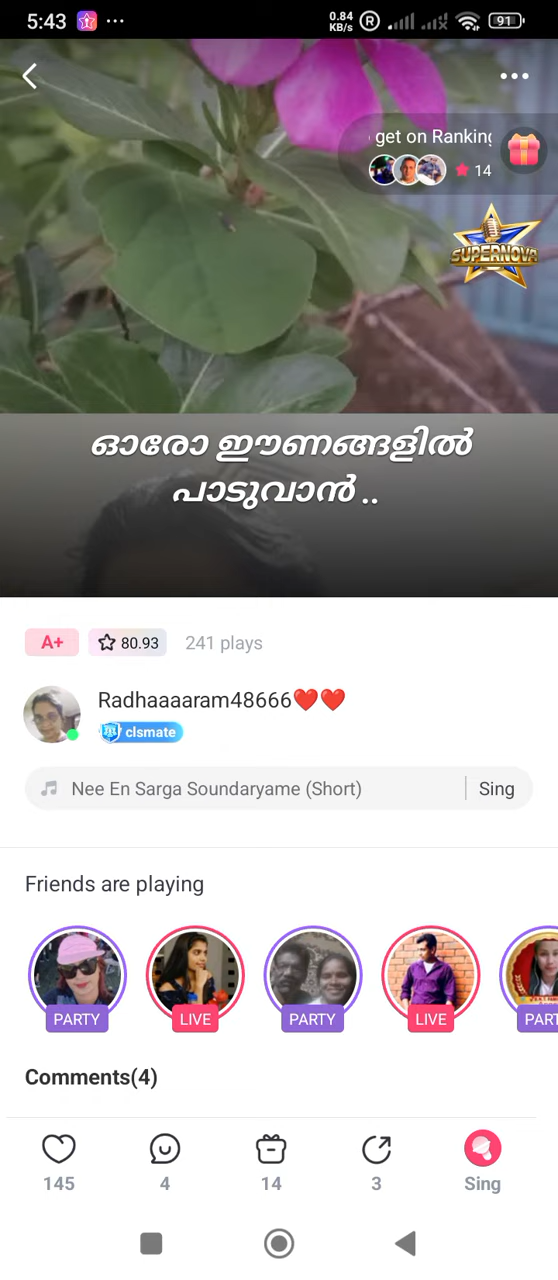 5:43
0.84
KB/s
R
91
get on Ranking
14
SUPERNOVA
ഓരോ ഈണങ്ങളിൽ
പാടുവാൻ ..
A+
80.93
241 plays
Radhaaaaram48666❤️❤️
clsmate
Nee En Sarga Soundaryame (Short)
Sing
Friends are playing
PARTY
LIVE
PARTY
LIVE
PART
Comments(4)
145
4
14
3
Sing